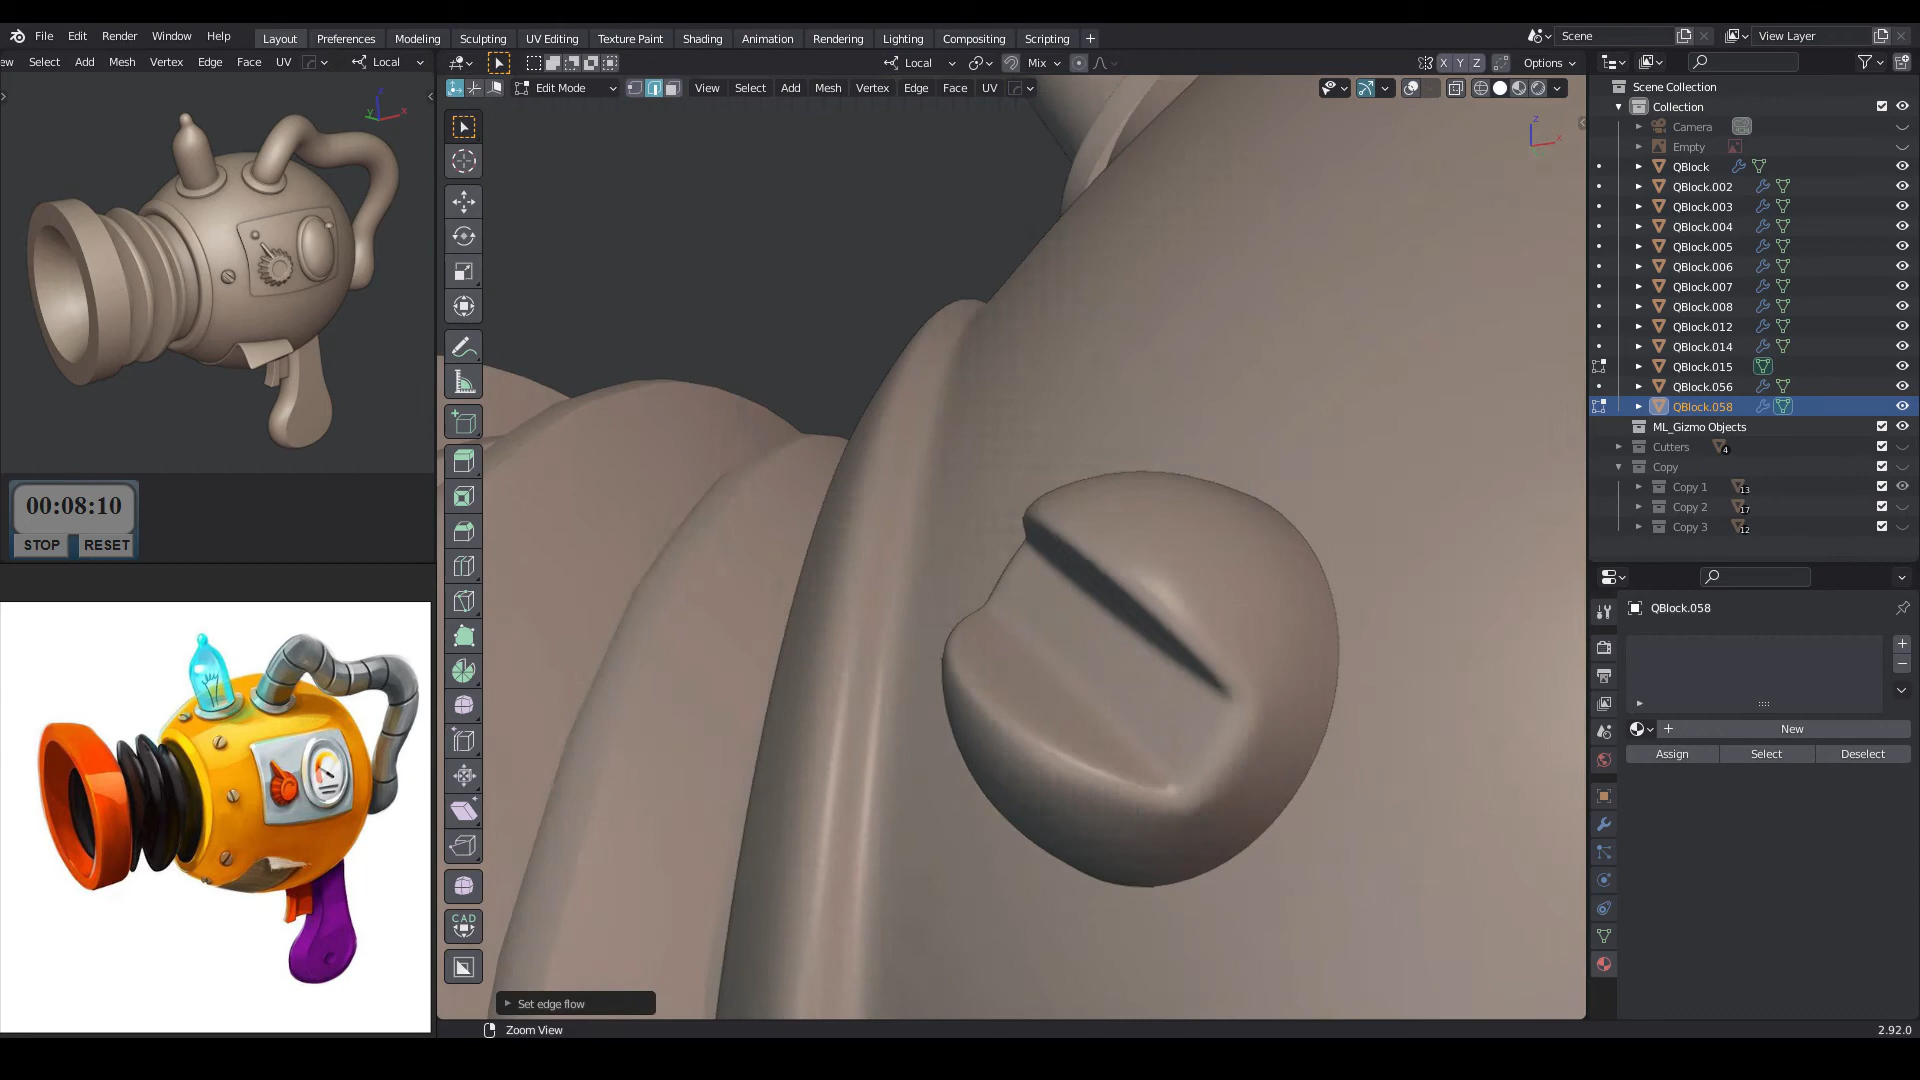 File Edit Render Window Help
Layout Preferences Modeling Sculpting UV Editing Texture Paint Shading Animation Rendering Lighting Compositing Scripting +
Scene
View Layer
ew Select Add Mesh Vertex Edge Face UV
Local
Local
Mix
X Y Z
Options
Edit Mode
View Select Add Mesh Vertex Edge Face UV
Scene Collection
Collection
Camera
Empty
QBlock
QBlock.002
QBlock.003
QBlock.004
QBlock.005
QBlock.006
QBlock.007
QBlock.008
QBlock.012
QBlock.014
QBlock.015
QBlock.056
QBlock.058
ML_Gizmo Objects
Cutters 4
Copy
Copy 1 13
Copy 2 17
Copy 3 12
Z
X
Y
X
Z
00:08:10
STOP RESET
CAD
QBlock.058
New
Assign Select Deselect
Set edge flow
Zoom View
2.92.0